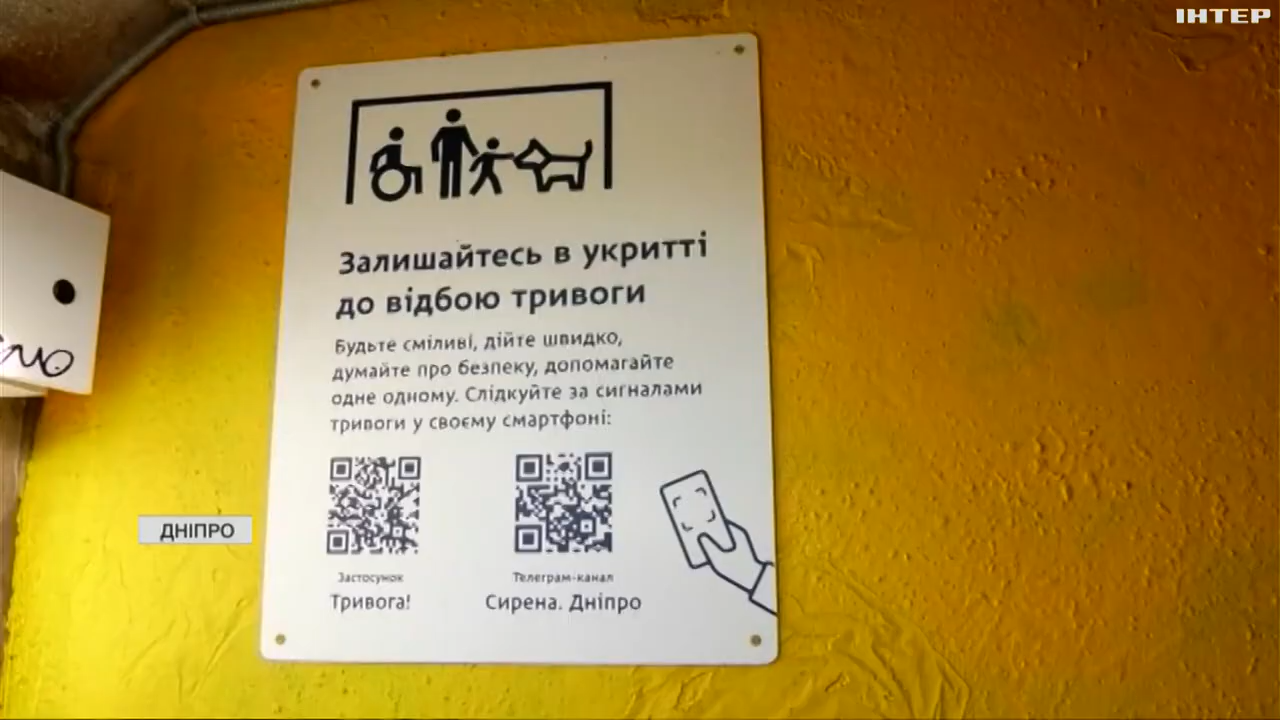 ІНТЕР
Залишайтесь в укритті
до відбою тривоги
Будьте сміливі, дійте швидко,
думайте про безпеку, допомагайте
одне одному. Слідкуйте за сигналами
тривоги у своєму смартфоні:
ДНІПРО
Застосунок
Тривога!
Телеграм-канал
Сирена. Дніпро